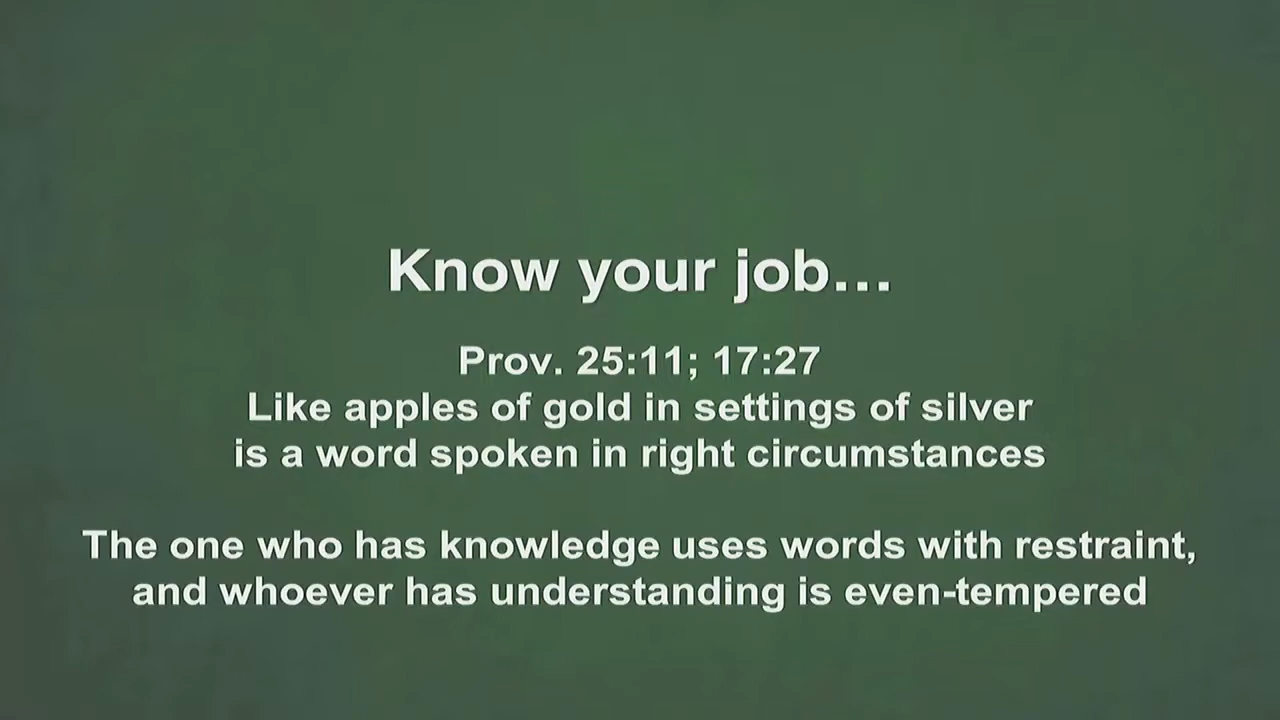 Know your job...
Prov. 25:11; 17:27
Like apples of gold in settings of silver
is a word spoken in right circumstances
The one who has knowledge uses words with restraint,
and whoever has understanding is even-tempered